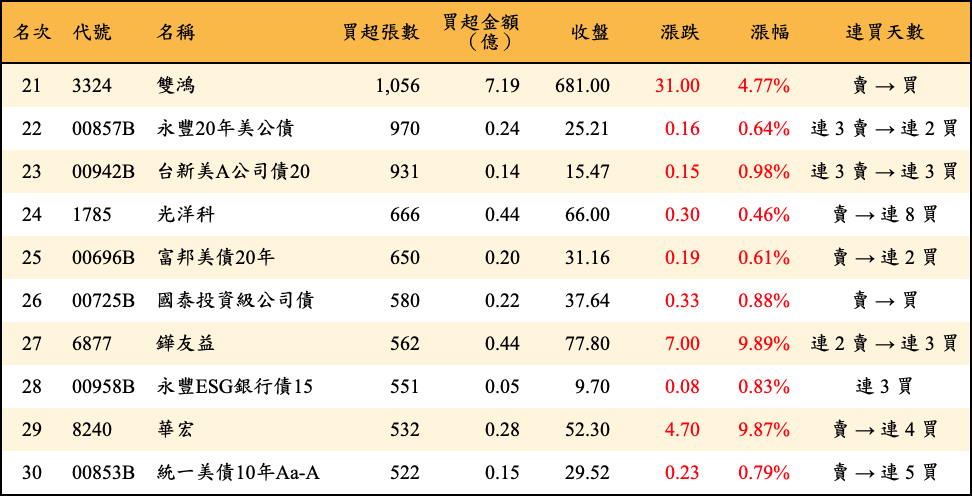 名次 代號 名稱 買超張數 買超金額（億） 收盤 漲跌 漲幅 連買天數
21 3324 雙鴻 1,056 7.19 681.00 31.00 4.77% 賣 → 買
22 00857B 永豐20年美公債 970 0.24 25.21 0.16 0.64% 連 3 賣 → 連 2 買
23 00942B 台新美A公司債20 931 0.14 15.47 0.15 0.98% 連 3 賣 → 連 3 買
24 1785 光洋科 666 0.44 66.00 0.30 0.46% 賣 → 連 8 買
25 00696B 富邦美債20年 650 0.20 31.16 0.19 0.61% 賣 → 連 2 買
26 00725B 國泰投資級公司債 580 0.22 37.64 0.33 0.88% 賣 → 買
27 6877 鏵友益 562 0.44 77.80 7.00 9.89% 連 2 賣 → 連 3 買
28 00958B 永豐ESG銀行債15 551 0.05 9.70 0.08 0.83% 連 3 買
29 8240 華宏 532 0.28 52.30 4.70 9.87% 賣 → 連 4 買
30 00853B 統一美債10年Aa-A 522 0.15 29.52 0.23 0.79% 賣 → 連 5 買